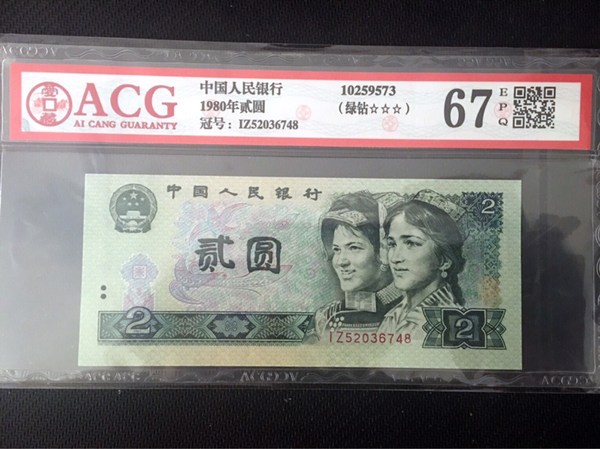 ACG
AI CANG GUARANTY
中国人民银行
1980年贰圆
冠号：IZ52036748
10259573
（绿钻☆☆☆）
67
EPQ
中国人民银行
贰圆
2
2
2
IZ52036748